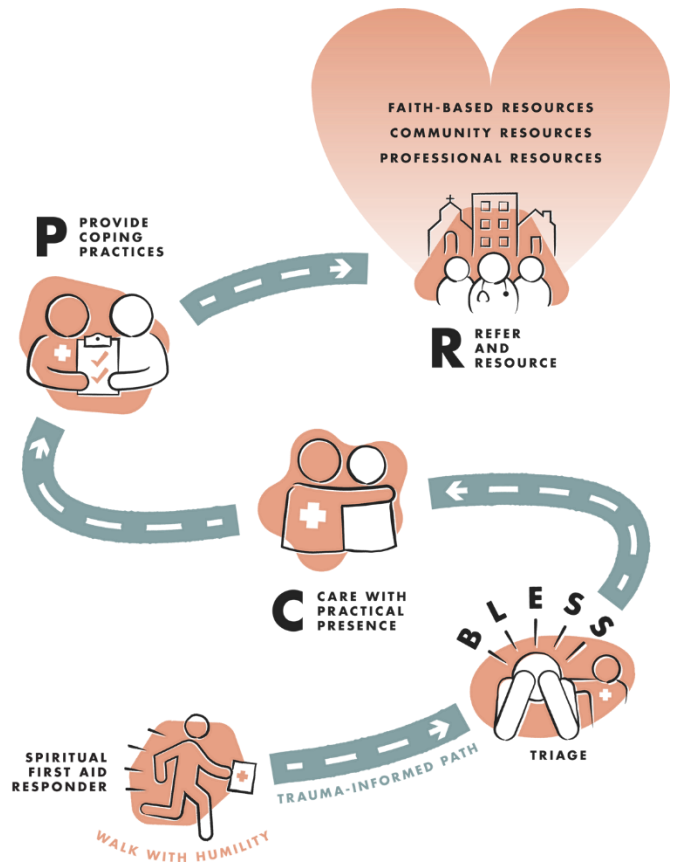 FAITH-BASED RESOURCES
COMMUNITY RESOURCES
PROFESSIONAL RESOURCES
P PROVIDE
COPING
PRACTICES
R REFER
AND
RESOURCE
C CARE WITH
PRACTICAL
PRESENCE
BLESS
TRIAGE
SPIRITUAL
FIRST AID
RESPONDER
WALK WITH HUMILITY
TRAUMA-INFORMED PATH